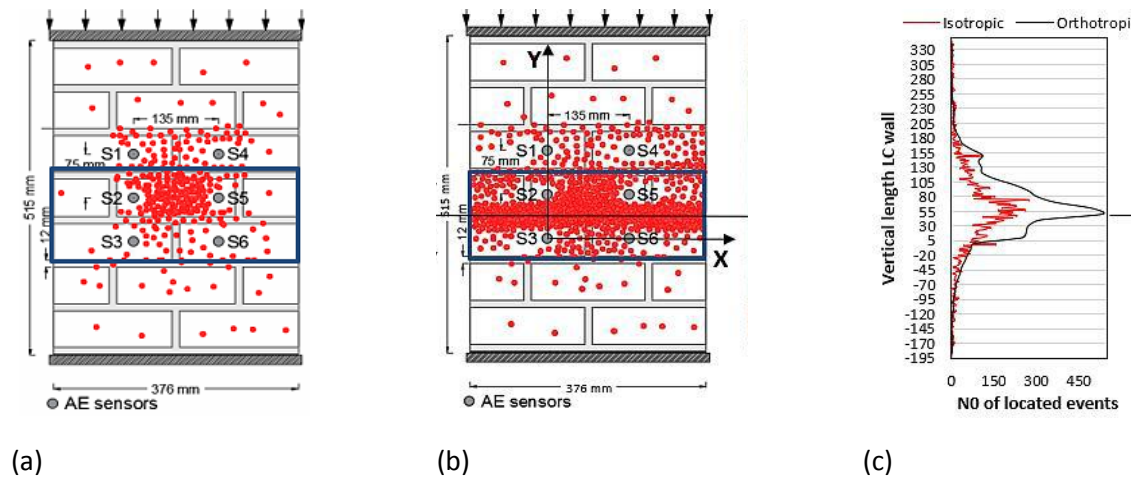 135 mm
S1
S4
75 mm
S2
S5
515 mm
12 mm
S3
S6
376 mm
AE sensors
(a)
Y
135 mm
S1
S4
75 mm
S2
S5
515 mm
12 mm
S3
S6
X
376 mm
AE sensors
(b)
Isotropic
Orthotropi
Vertical length LC wall
330
305
280
255
230
205
180
155
130
105
80
55
30
5
-20
-45
-70
-95
-120
-145
-170
-195
0 150 300 450
N0 of located events
(c)